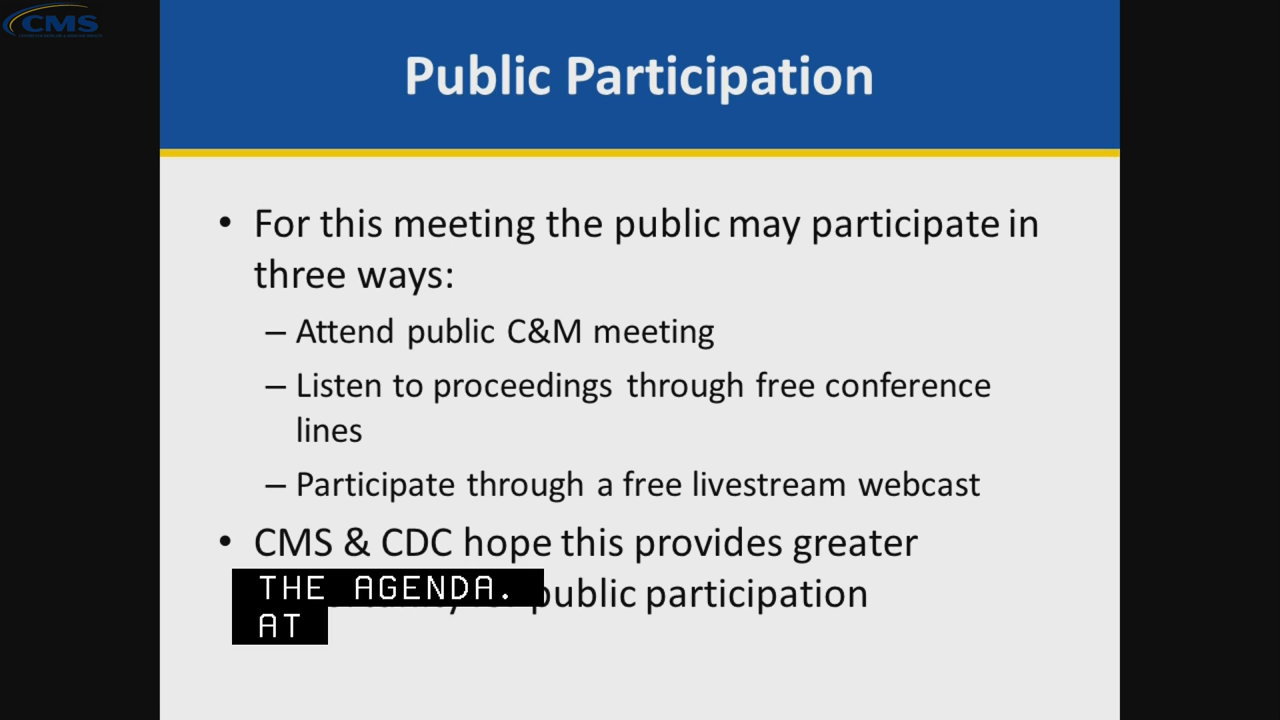 CMS
Public Participation
• For this meeting the public may participate in
three ways:
– Attend public C&M meeting
– Listen to proceedings through free conference
lines
– Participate through a free livestream webcast
• CMS & CDC hope this provides greater
public participation
THE AGENDA.
AT